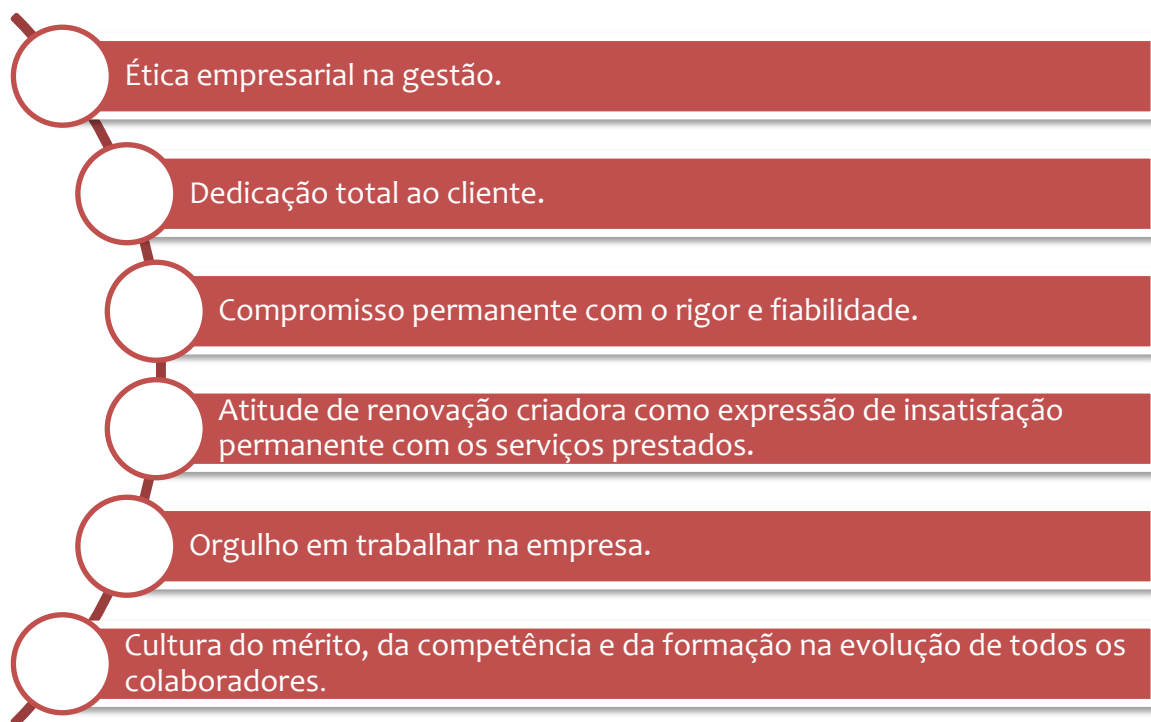 Ética empresarial na gestão.
Dedicação total ao cliente.
Compromisso permanente com o rigor e fiabilidade.
Atitude de renovação criadora como expressão de insatisfação
permanente com os serviços prestados.
Orgulho em trabalhar na empresa.
Cultura do mérito, da competência e da formação na evolução de todos os
colaboradores.